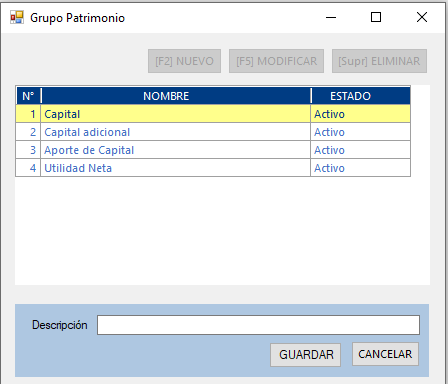 Grupo Patrimonio
[F2] NUEVO [F5] MODIFICAR [Supr] ELIMINAR
N° NOMBRE ESTADO
1 Capital Activo
2 Capital adicional Activo
3 Aporte de Capital Activo
4 Utilidad Neta Activo
Descripción
GUARDAR CANCELAR